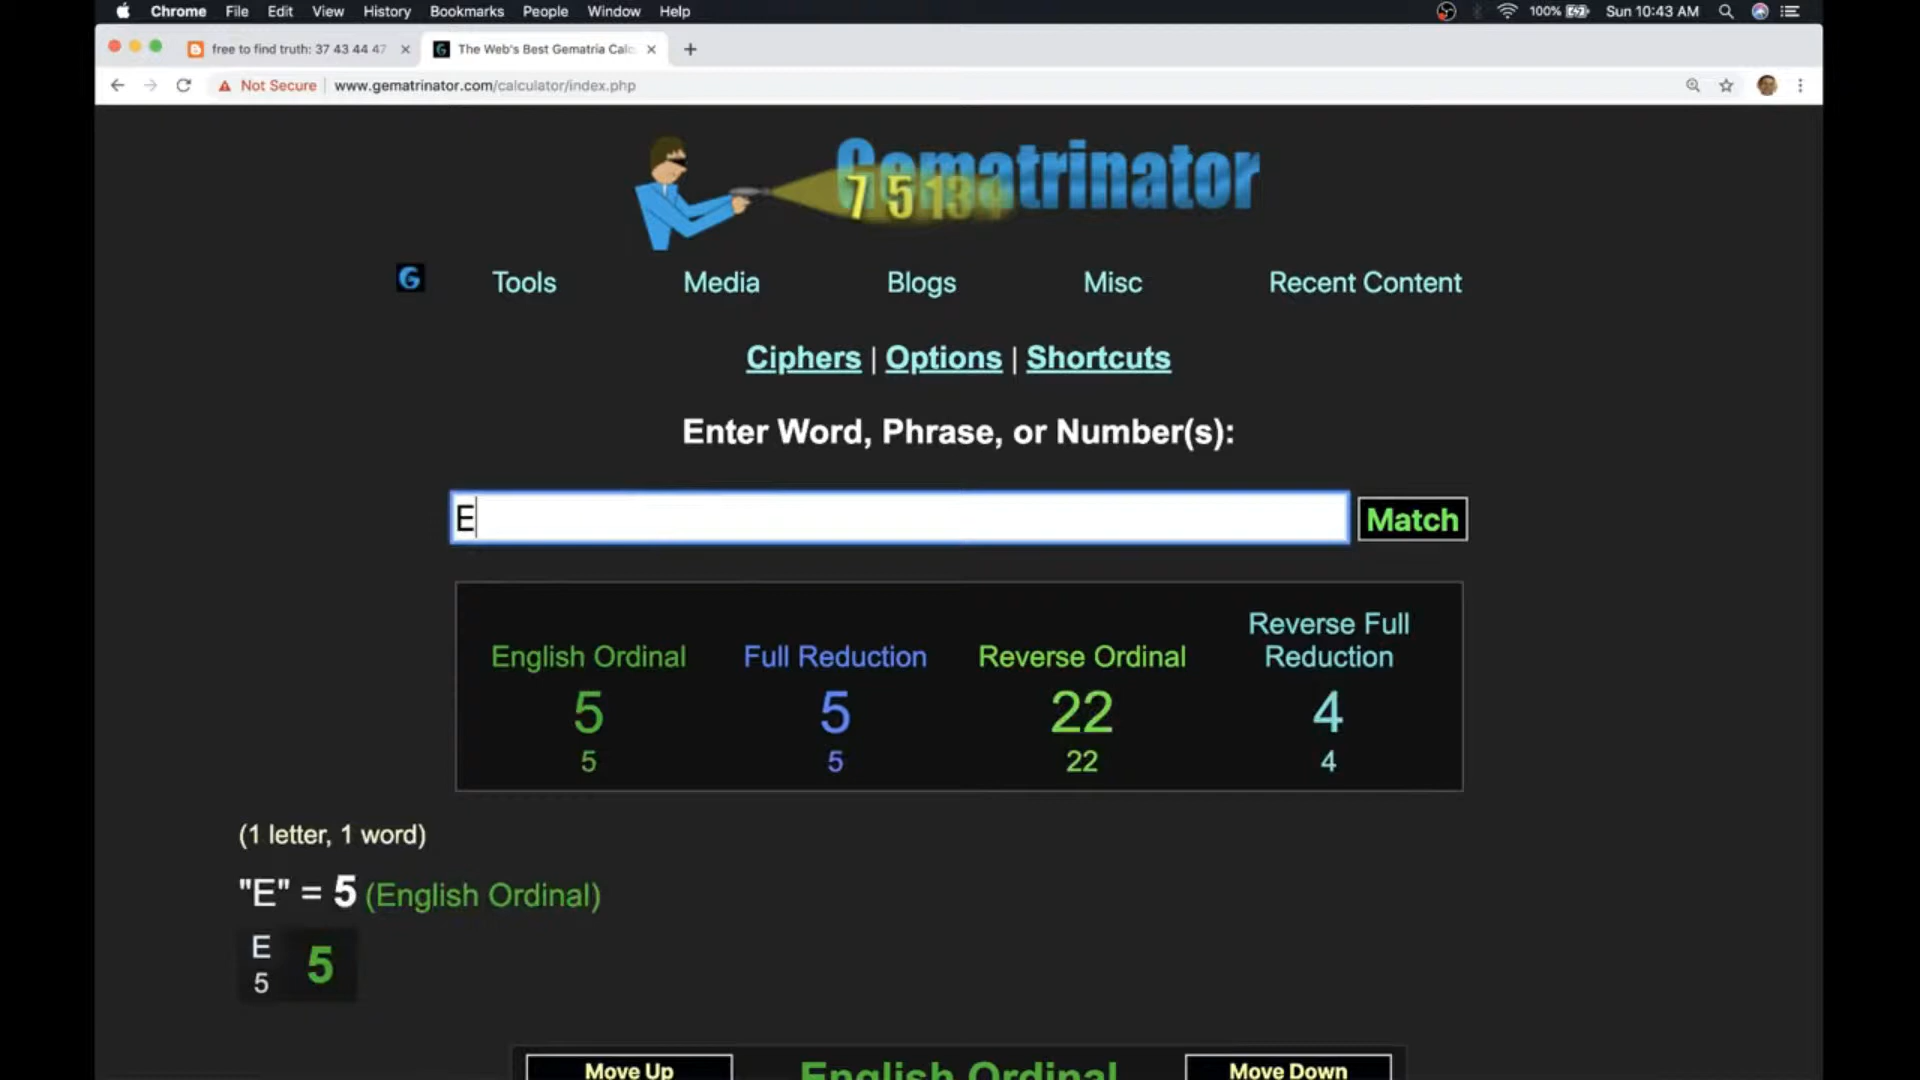 Chrome File Edit View History Bookmarks People Window Help 100% Sun 10:43 AM
free to find truth: 37 43 44 47 The Web's Best Gematria Calc
Not Secure www.gematrinator.com/calculator/index.php
Gematrinator
7 5 13
G Tools Media Blogs Misc Recent Content
Ciphers | Options | Shortcuts
Enter Word, Phrase, or Number(s):
E Match
English Ordinal Full Reduction Reverse Ordinal Reverse Full Reduction
5 5 22 4
5 5 22 4
(1 letter, 1 word)
"E" = 5 (English Ordinal)
E 5
5
Move Up English Ordinal Move Down